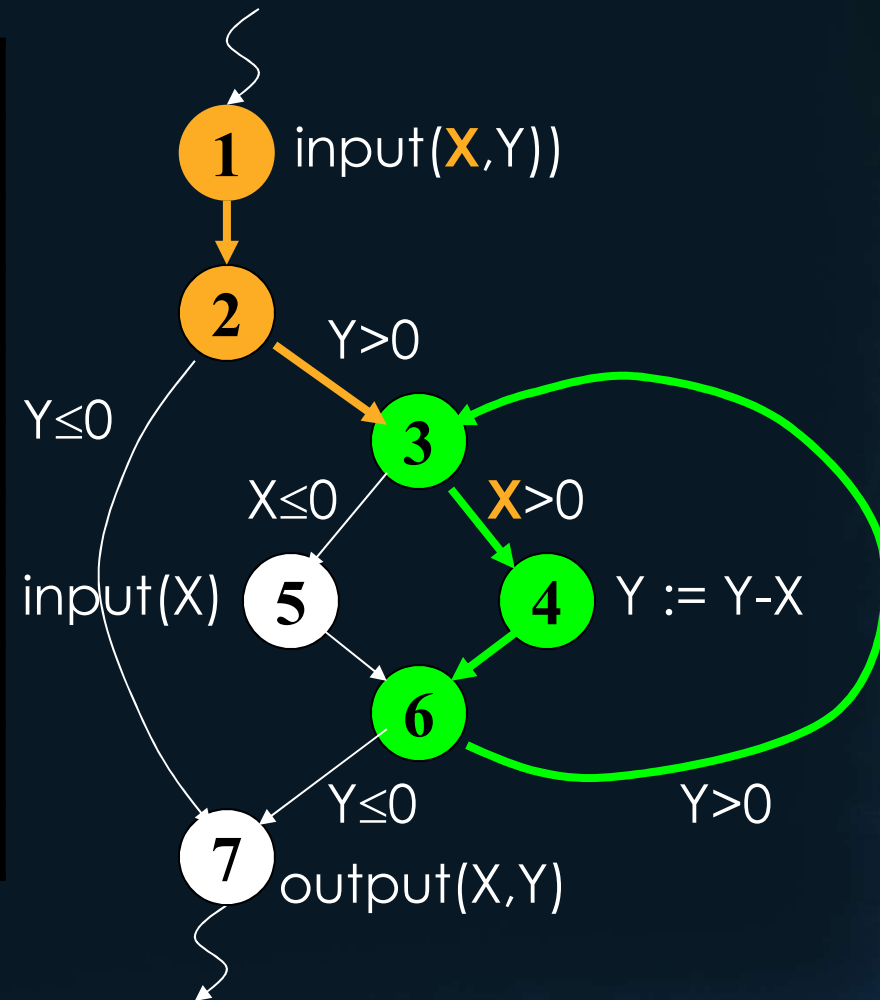 1 input(X,Y))
2
Y>0
Y≤0
3
X≤0 X>0
input(X) 5 4 Y := Y-X
6
Y≤0 Y>0
7
output(X,Y)